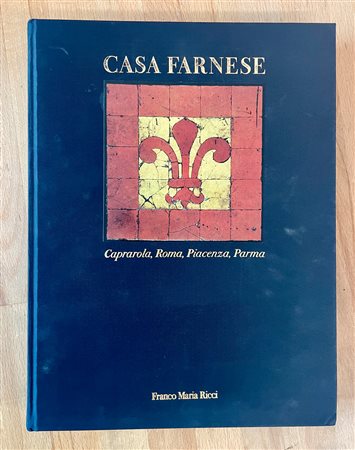 CASA FARNESE
Caprarola, Roma, Piacenza, Parma
Franco Maria Ricci